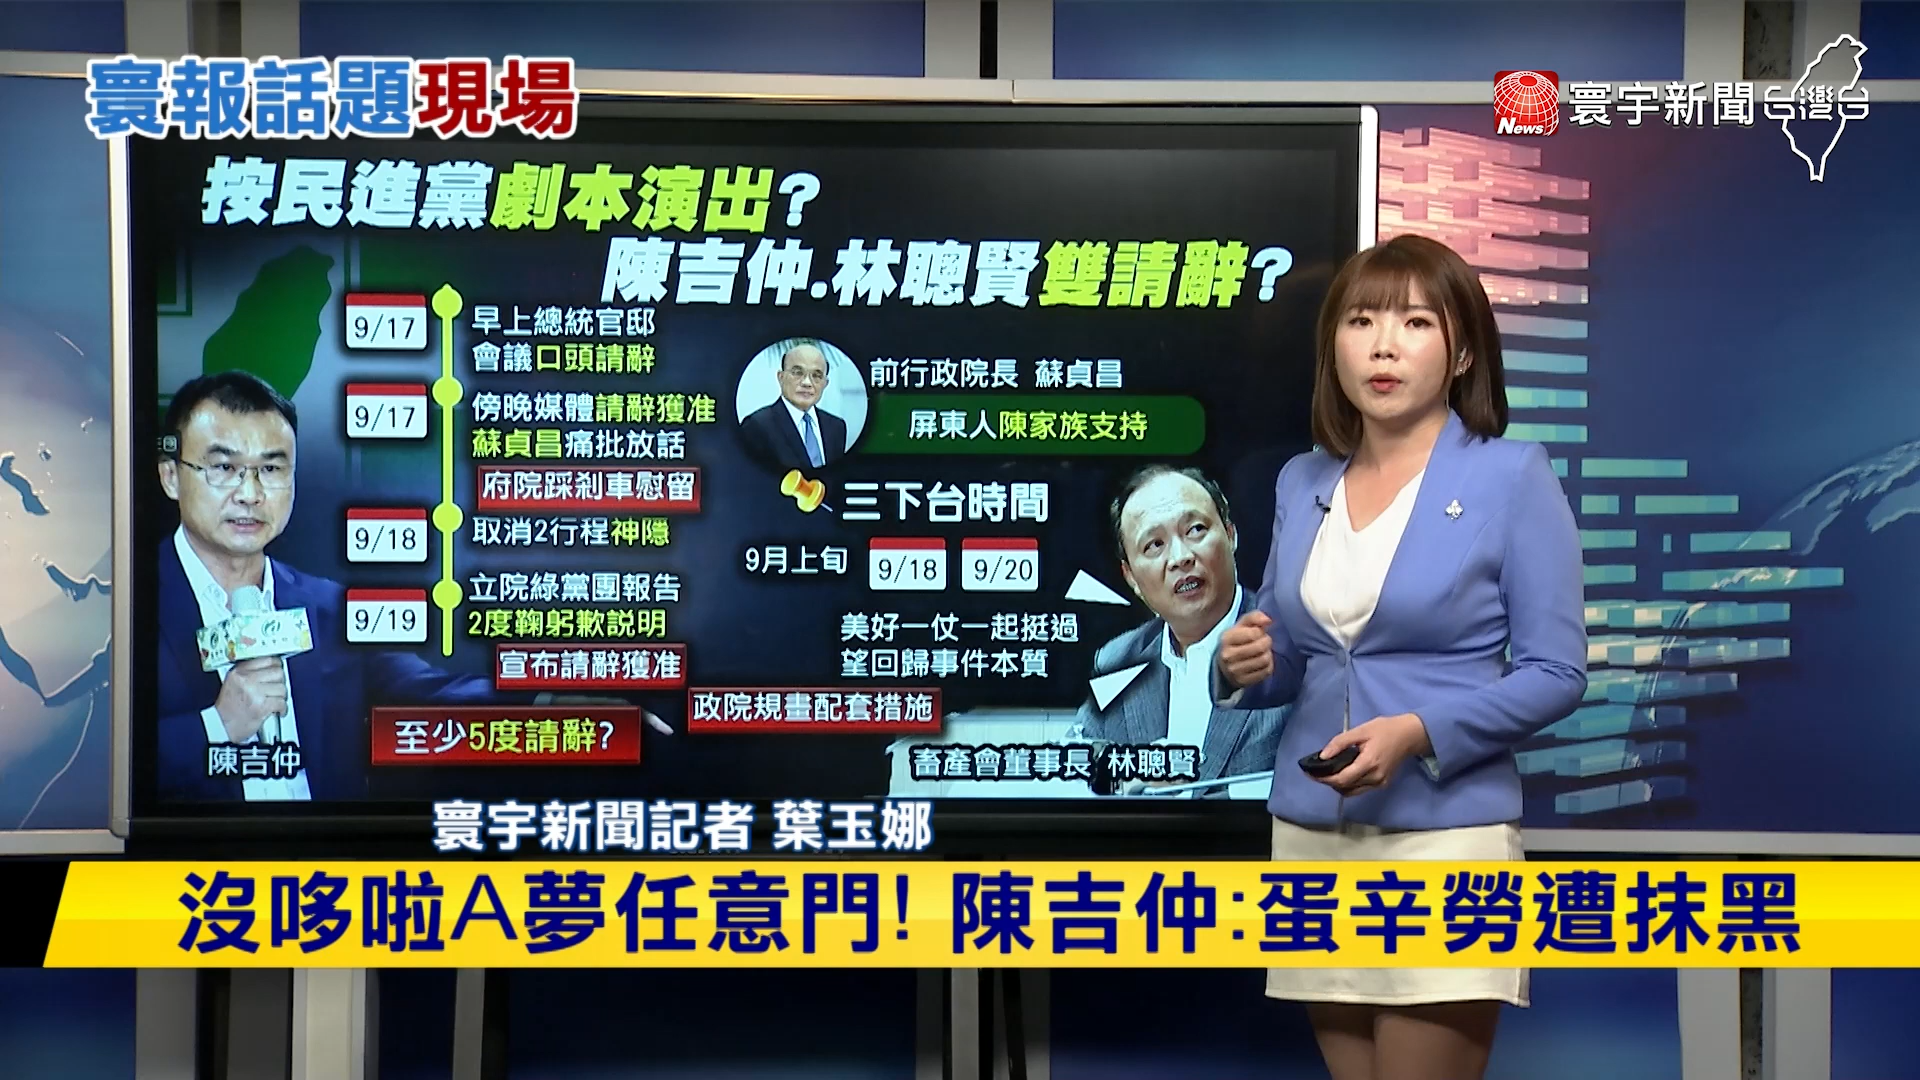 寰報話題現場
News 寰宇新聞 台灣台
按民進黨劇本演出?
陳吉仲.林聰賢雙請辭?
9/17
早上總統官邸
會議口頭請辭
9/17
傍晚媒體請辭獲准
蘇貞昌痛批放話
府院踩剎車慰留
9/18
取消2行程神隱
9/19
立院綠黨團報告
2度鞠躬歉説明
宣布請辭獲准
至少5度請辭?
陳吉仲
前行政院長 蘇貞昌
屏東人陳家族支持
三下台時間
9月上旬
9/18
9/20
美好一仗一起挺過
望回歸事件本質
政院規畫配套措施
畜產會董事長 林聰賢
寰宇新聞記者 葉玉娜
沒哆啦A夢任意門! 陳吉仲:蛋辛勞遭抹黑